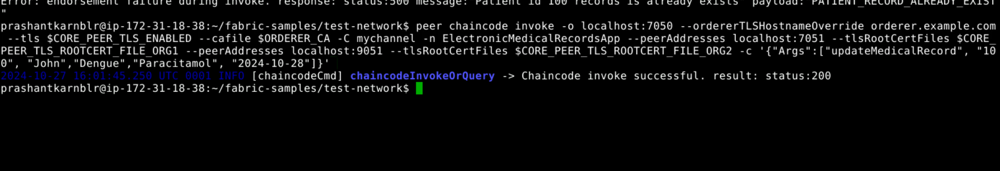 Error: endorsement failure during invoke. response: status:500 message:"Patient id 100 records is already exists" payload:"PATIENT_RECORD_ALREADY_EXIST
"
prashantkarnblr@ip-172-31-18-38:~/fabric-samples/test-network$ peer chaincode invoke -o localhost:7050 --ordererTLSHostnameOverride orderer.example.com
--tls $CORE_PEER_TLS_ENABLED --cafile $ORDERER_CA -C mychannel -n ElectronicMedicalRecordsApp --peerAddresses localhost:7051 --tlsRootCertFiles $CORE_
PEER_TLS_ROOTCERT_FILE_ORG1 --peerAddresses localhost:9051 --tlsRootCertFiles $CORE_PEER_TLS_ROOTCERT_FILE_ORG2 -c '{"Args":["updateMedicalRecord", "10
0", "John","Dengue","Paracitamol", "2024-10-28"]}'
2024-10-27 16:01:45.250 UTC 0001 INFO [chaincodeCmd] chaincodeInvokeOrQuery -> Chaincode invoke successful. result: status:200
prashantkarnblr@ip-172-31-18-38:~/fabric-samples/test-network$